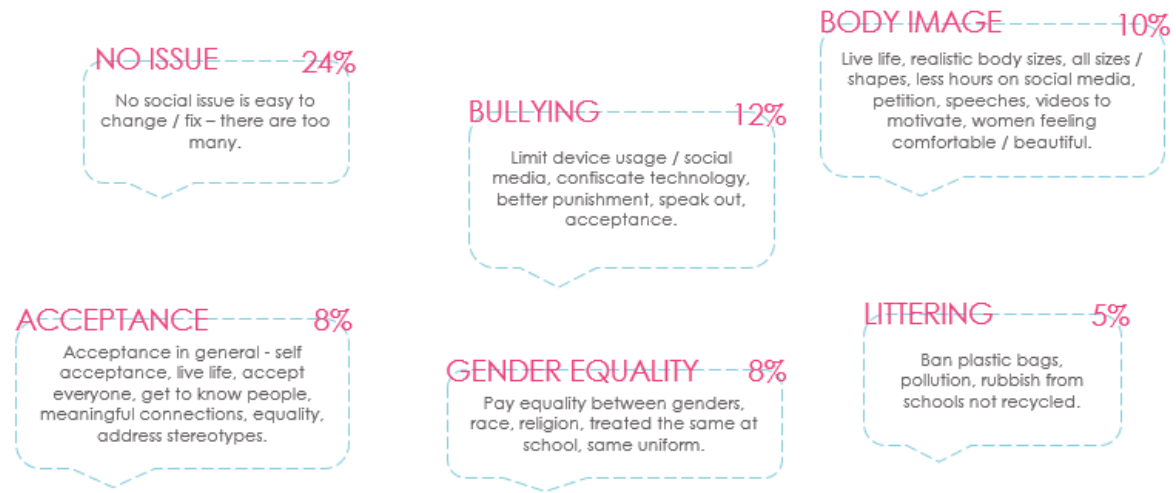 NO ISSUE 24%
No social issue is easy to
change / fix – there are too
many.
BULLYING 12%
Limit device usage / social
media, confiscate technology,
better punishment, speak out,
acceptance.
BODY IMAGE 10%
Live life, realistic body sizes, all sizes /
shapes, less hours on social media,
petition, speeches, videos to
motivate, women feeling
comfortable / beautiful.
ACCEPTANCE 8%
Acceptance in general - self
acceptance, live life, accept
everyone, get to know people,
meaningful connections, equality,
address stereotypes.
GENDER EQUALITY 8%
Pay equality between genders,
race, religion, treated the same at
school, same uniform.
LITTERING 5%
Ban plastic bags,
pollution, rubbish from
schools not recycled.